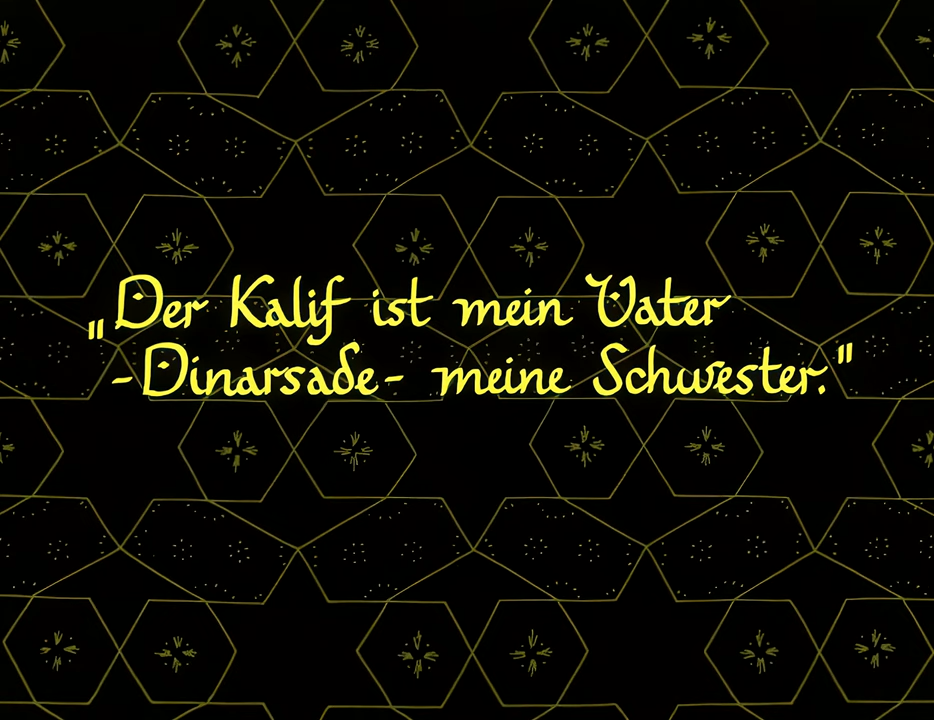 „Der Kalif ist mein Vater
-Dinarsade- meine Schwester."